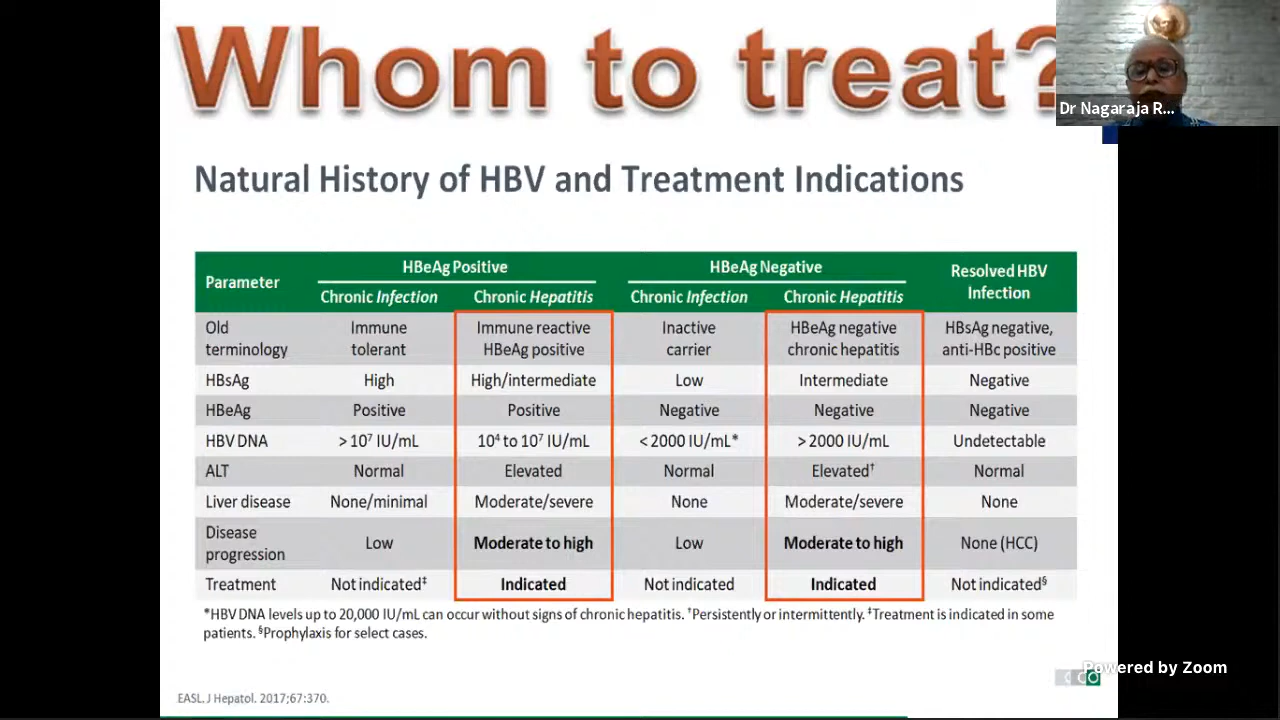 Whom to treat?
Dr Nagaraja R...
Natural History of HBV and Treatment Indications
Parameter HBeAg Positive HBeAg Negative Resolved HBV Infection
Chronic Infection Chronic Hepatitis Chronic Infection Chronic Hepatitis
Old terminology Immune tolerant Immune reactive HBeAg positive Inactive carrier HBeAg negative chronic hepatitis HBsAg negative, anti-HBc positive
HBsAg High High/intermediate Low Intermediate Negative
HBeAg Positive Positive Negative Negative Negative
HBV DNA > 10⁷ IU/mL 10⁴ to 10⁷ IU/mL < 2000 IU/mL* > 2000 IU/mL Undetectable
ALT Normal Elevated Normal Elevated† Normal
Liver disease None/minimal Moderate/severe None Moderate/severe None
Disease progression Low Moderate to high Low Moderate to high None (HCC)
Treatment Not indicated‡ Indicated Not indicated Indicated Not indicated§
*HBV DNA levels up to 20,000 IU/mL can occur without signs of chronic hepatitis. †Persistently or intermittently. ‡Treatment is indicated in some
patients. §Prophylaxis for select cases.
Powered by Zoom
EASL. J Hepatol. 2017;67:370.